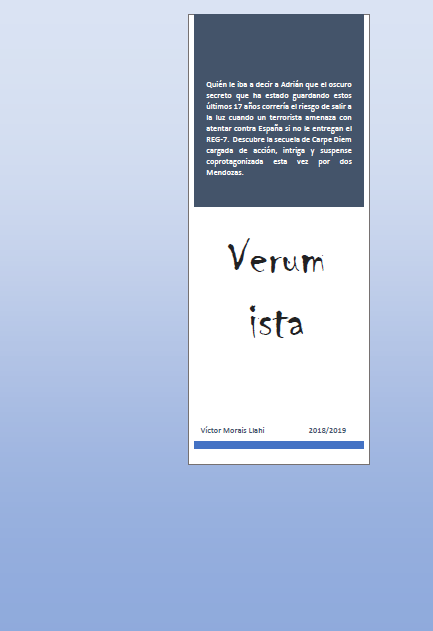 Quién le iba a decir a Adrián que el oscuro
secreto que ha estado guardando estos
últimos 17 años correría el riesgo de salir a
la luz cuando un terrorista amenaza con
atentar contra España si no le entregan el
REG-7. Descubre la secuela de Carpe Diem
cargada de acción, intriga y suspense
coprotagonizada esta vez por dos
Mendozas.
Verum
ista
Víctor Morais Llahí 2018/2019